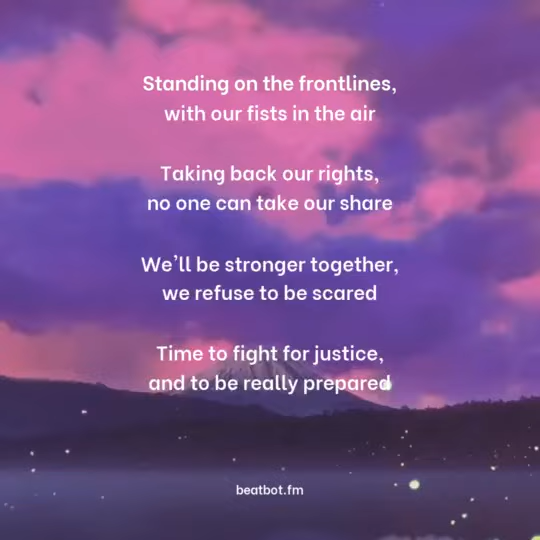 Standing on the frontlines,
with our fists in the air
Taking back our rights,
no one can take our share
We'll be stronger together,
we refuse to be scared
Time to fight for justice,
and to be really prepared
beatbot.fm